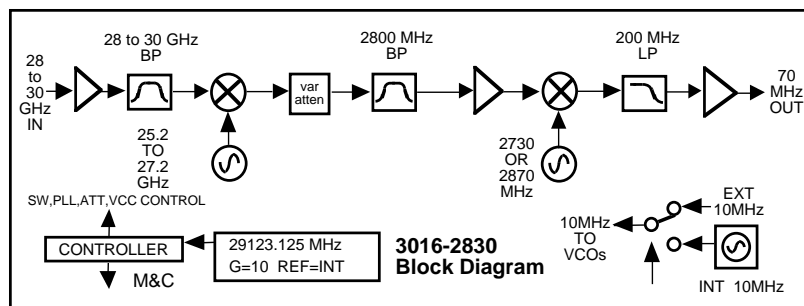 28
to
30
GHz
IN
28 to 30 GHz
BP
25.2
TO
27.2
GHz
var
atten
2800 MHz
BP
2730
OR
2870
MHz
200 MHz
LP
70
MHz
OUT
SW,PLL,ATT,VCC CONTROL
CONTROLLER
M&C
29123.125 MHz
G=10 REF=INT
3016-2830
Block Diagram
10MHz
TO
VCOs
EXT
10MHz
INT 10MHz